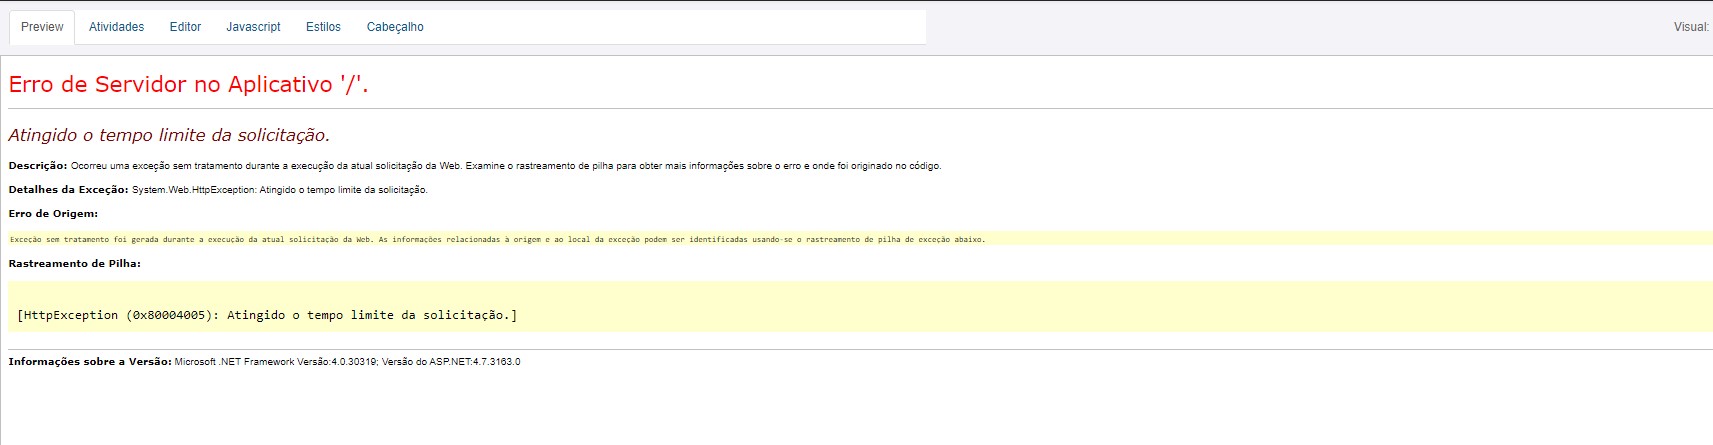 Preview Atividades Editor Javascript Estilos Cabeçalho Visual:
Erro de Servidor no Aplicativo '/'.
Atingido o tempo limite da solicitação.
Descrição: Ocorreu uma exceção sem tratamento durante a execução da atual solicitação da Web. Examine o rastreamento de pilha para obter mais informações sobre o erro e onde foi originado no código.
Detalhes da Exceção: System.Web.HttpException: Atingido o tempo limite da solicitação.
Erro de Origem:
Exceção sem tratamento foi gerada durante a execução da atual solicitação da Web. As informações relacionadas à origem e ao local da exceção podem ser identificadas usando-se o rastreamento de pilha de exceção abaixo.
Rastreamento de Pilha:
[HttpException (0x80004005): Atingido o tempo limite da solicitação.]
Informações sobre a Versão: Microsoft .NET Framework Versão:4.0.30319; Versão do ASP.NET:4.7.3163.0